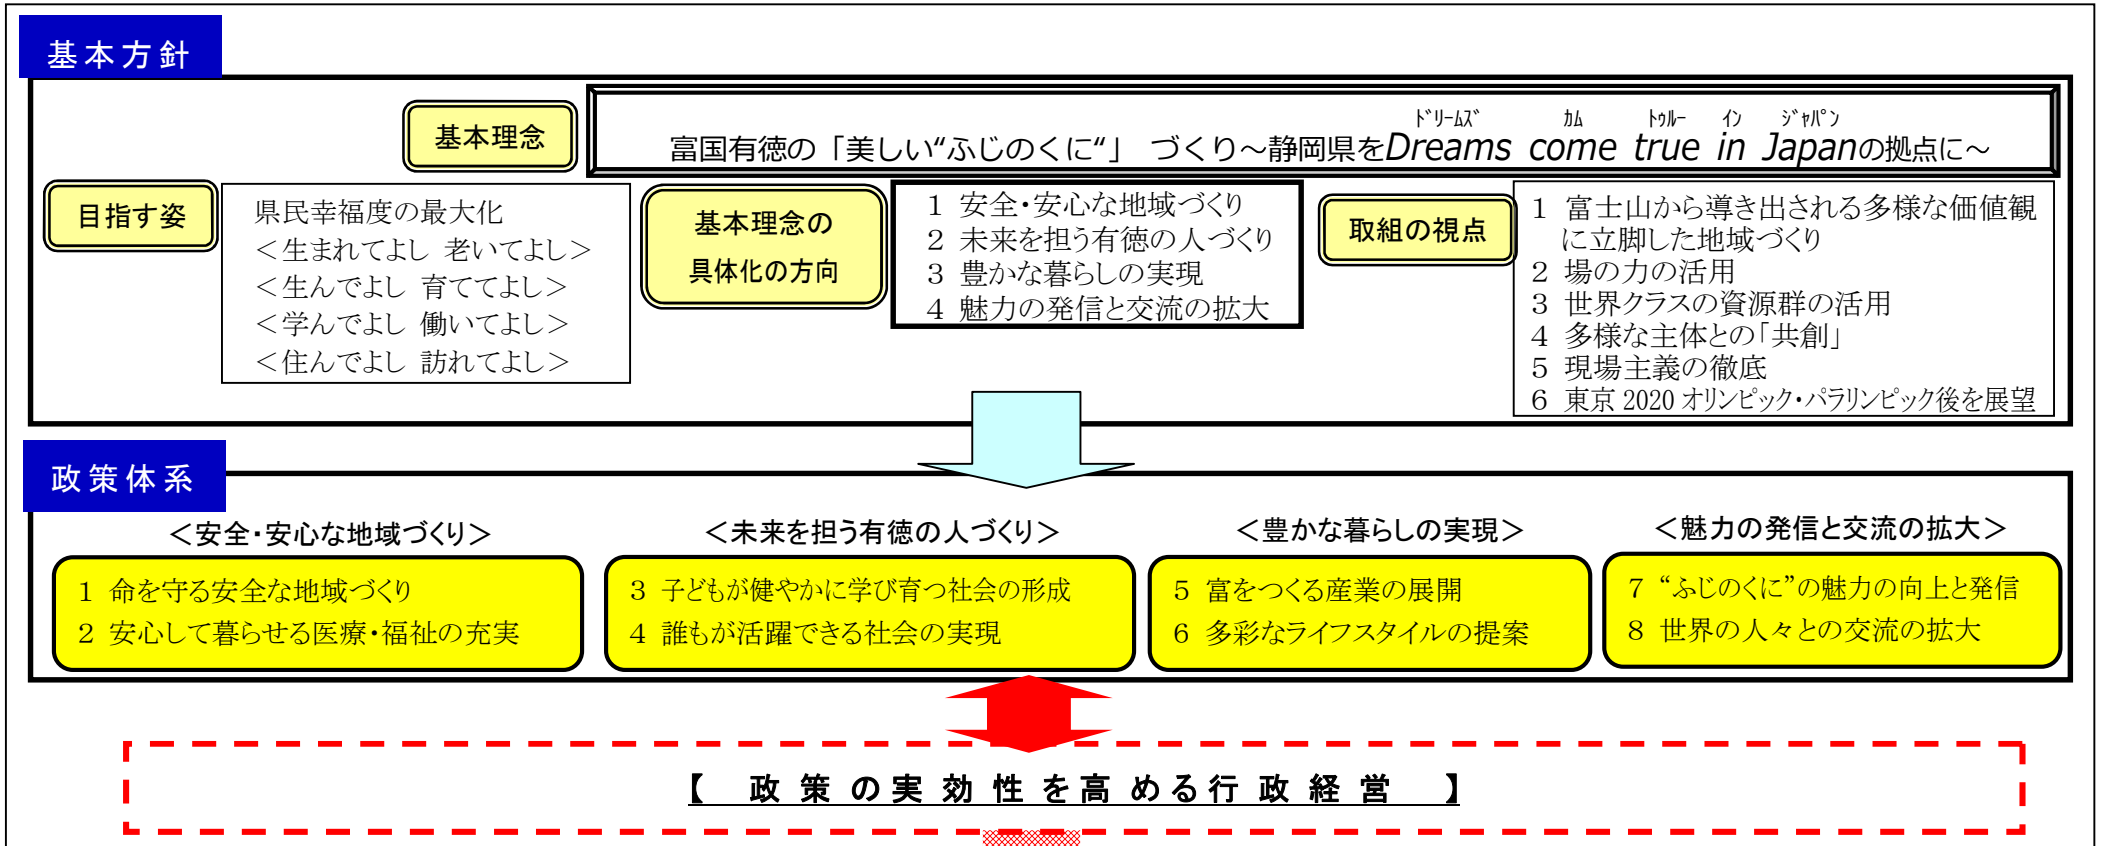 基本方針
基本理念
ドリームズ カム トゥルー イン ジャパン
富国有徳の「美しい“ふじのくに“」 づくり～静岡県をDreams come true in Japanの拠点に～
目指す姿
県民幸福度の最大化
＜生まれてよし 老いてよし＞
＜生んでよし 育ててよし＞
＜学んでよし 働いてよし＞
＜住んでよし 訪れてよし＞
基本理念の
具体化の方向
1 安全・安心な地域づくり
2 未来を担う有徳の人づくり
3 豊かな暮らしの実現
4 魅力の発信と交流の拡大
取組の視点
1 富士山から導き出される多様な価値観
に立脚した地域づくり
2 場の力の活用
3 世界クラスの資源群の活用
4 多様な主体との「共創」
5 現場主義の徹底
6 東京 2020 オリンピック・パラリンピック後を展望
政策体系
＜安全・安心な地域づくり＞
1 命を守る安全な地域づくり
2 安心して暮らせる医療・福祉の充実
＜未来を担う有徳の人づくり＞
3 子どもが健やかに学び育つ社会の形成
4 誰もが活躍できる社会の実現
＜豊かな暮らしの実現＞
5 富をつくる産業の展開
6 多彩なライフスタイルの提案
＜魅力の発信と交流の拡大＞
7 “ふじのくに”の魅力の向上と発信
8 世界の人々との交流の拡大
【 政策の実効性を高める行政経営 】